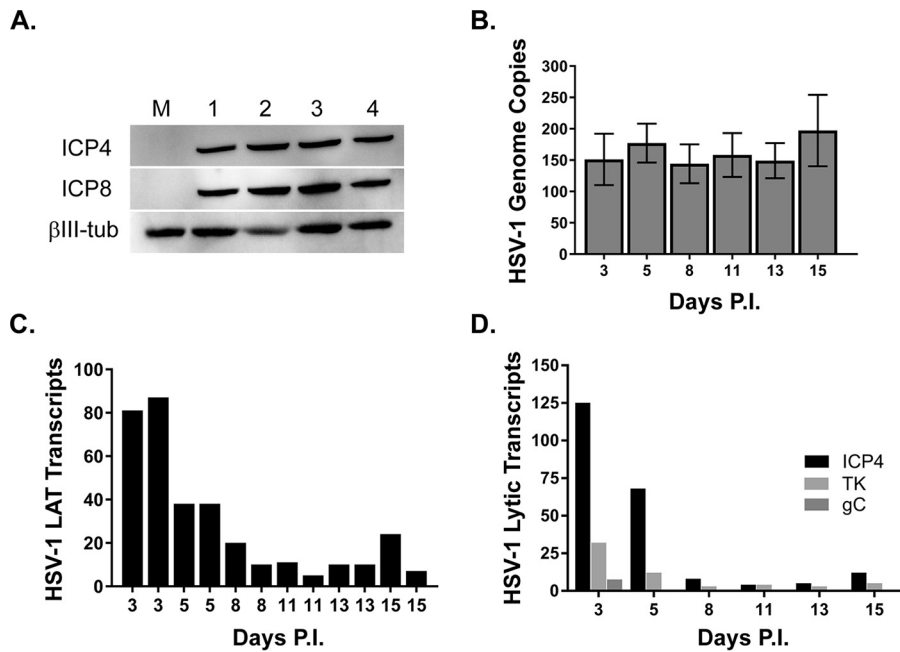 A.
M 1 2 3 4
ICP4
ICP8
βIII-tub
B.
HSV-1 Genome Copies
300
250
200
150
100
50
0
3 5 8 11 13 15
Days P.I.
C.
HSV-1 LAT Transcripts
100
80
60
40
20
0
3 3 5 5 8 8 11 11 13 13 15 15
Days P.I.
D.
HSV-1 Lytic Transcripts
150
125
100
75
50
25
0
ICP4
TK
gC
3 5 8 11 13 15
Days P.I.